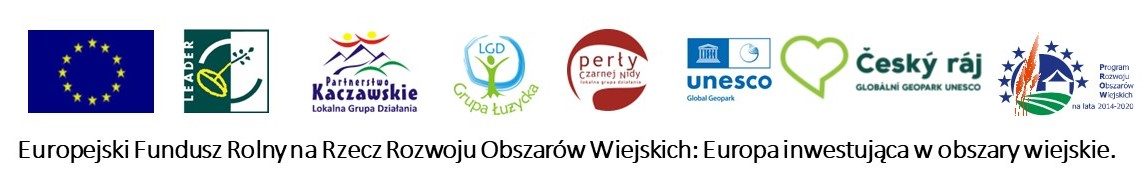 LEADER
Partnerstwo
Kaczawskie
Lokalna Grupa Działania
LGD
Grupa Łużycka
perły
Czarnej Nidy
lokalna grupa działania
unesco
Global Geopark
Český ráj
GLOBÁLNÍ GEOPARK UNESCO
Program
Rozwoju
Obszarów
Wiejskich
na lata 2014-2020
Europejski Fundusz Rolny na Rzecz Rozwoju Obszarów Wiejskich: Europa inwestująca w obszary wiejskie.